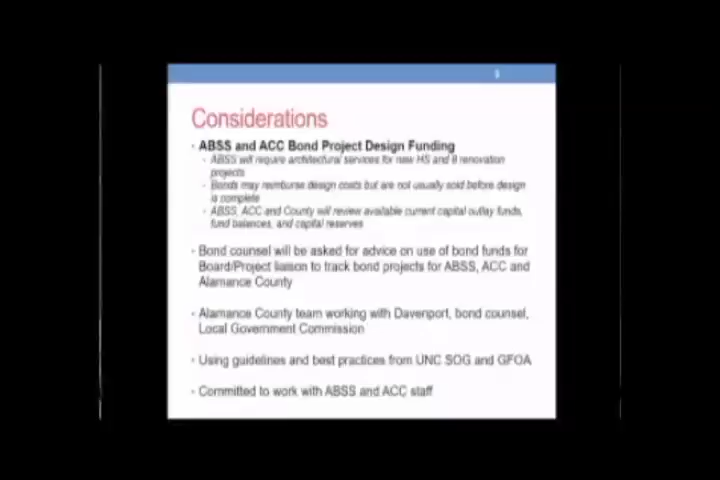 Considerations
• ABSS and ACC Bond Project Design Funding
• ABSS will require architectural services for new HS and 8 renovation
projects
• Bonds may reimburse design costs but are not usually sold before design
is complete
• ABSS, ACC and County will review available current capital outlay funds,
fund balances, and capital reserves
• Bond counsel will be asked for advice on use of bond funds for
Board/Project liaison to track bond projects for ABSS, ACC and
Alamance County
• Alamance County team working with Davenport, bond counsel,
Local Government Commission
• Using guidelines and best practices from UNC SOG and GFOA
• Committed to work with ABSS and ACC staff